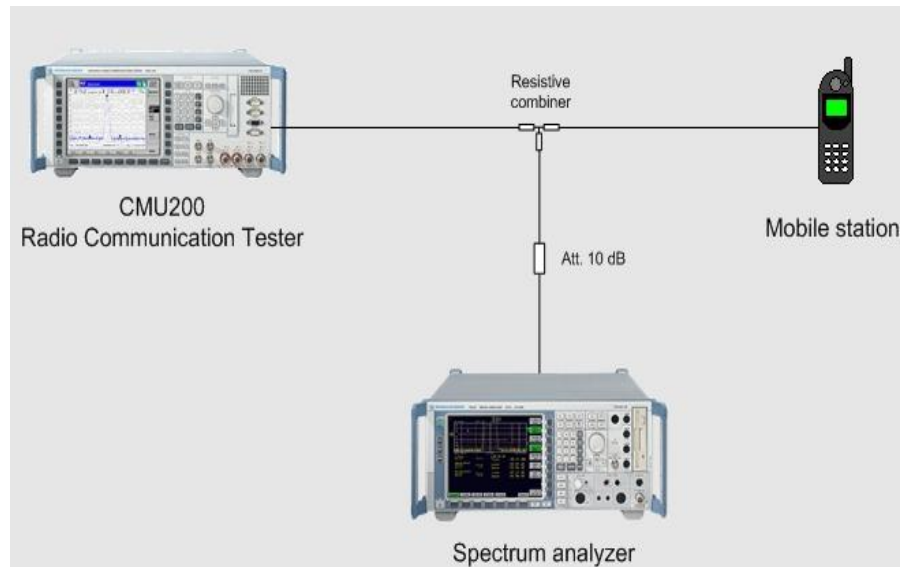 Resistive
combiner
CMU200
Radio Communication Tester
Mobile station
Att. 10 dB
Spectrum analyzer